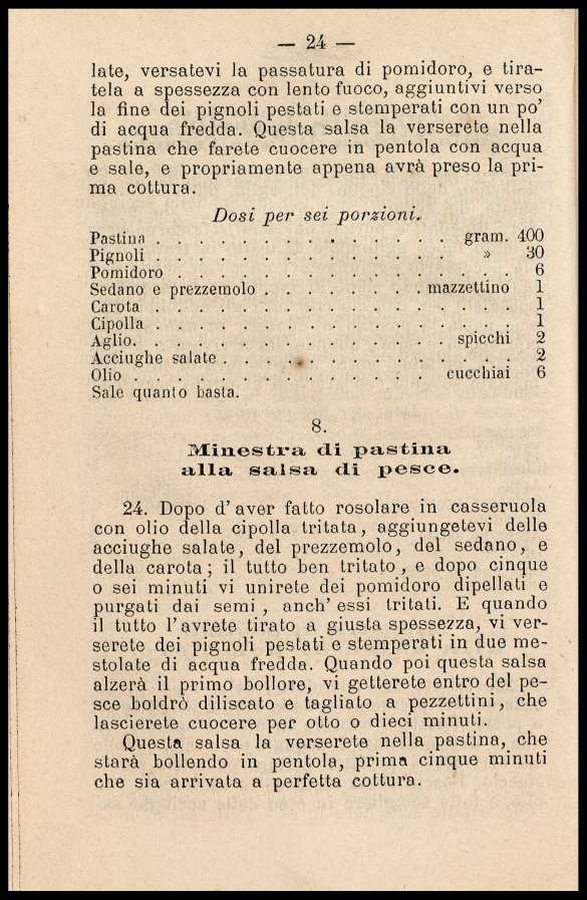 — 24 —
late, versatevi la passatura di pomidoro, e tira-
tela a spessezza con lento fuoco, aggiuntivi verso
la fine dei pignoli pestati e stemperati con un po'
di acqua fredda. Questa salsa la verserete nella
pastina che farete cuocere in pentola con acqua
e sale, e propriamente appena avrà preso la pri-
ma cottura.
Dosi per sei porzioni.
Pastina . . . . . . . . . . . . . . gram. 400
Pignoli . . . . . . . . . . . . . . » 30
Pomidoro . . . . . . . . . . . . . . . . 6
Sedano e prezzemolo . . . . . . . . mazzettino 1
Carota . . . . . . . . . . . . . . . . . 1
Cipolla . . . . . . . . . . . . . . . . . 1
Aglio. . . . . . . . . . . . . . . spicchi 2
Acciughe salate . . . . . . . . . . . . . . 2
Olio . . . . . . . . . . . . . . cucchiai 6
Sale quanto basta.
8.
Minestra di pastina
alla salsa di pesce.
24. Dopo d'aver fatto rosolare in casseruola
con olio della cipolla tritata, aggiungetevi delle
acciughe salate, del prezzemolo, del sedano, e
della carota; il tutto ben tritato, e dopo cinque
o sei minuti vi unirete dei pomidoro dipellati e
purgati dai semi, anch'essi tritati. E quando
il tutto l'avrete tirato a giusta spessezza, vi ver-
serete dei pignoli pestati e stemperati in due me-
stolate di acqua fredda. Quando poi questa salsa
alzerà il primo bollore, vi getterete entro del pe-
sce boldrò diliscato e tagliato a pezzettini, che
lascierete cuocere per otto o dieci minuti.
Questa salsa la verserete nella pastina, che
starà bollendo in pentola, prima cinque minuti
che sia arrivata a perfetta cottura.